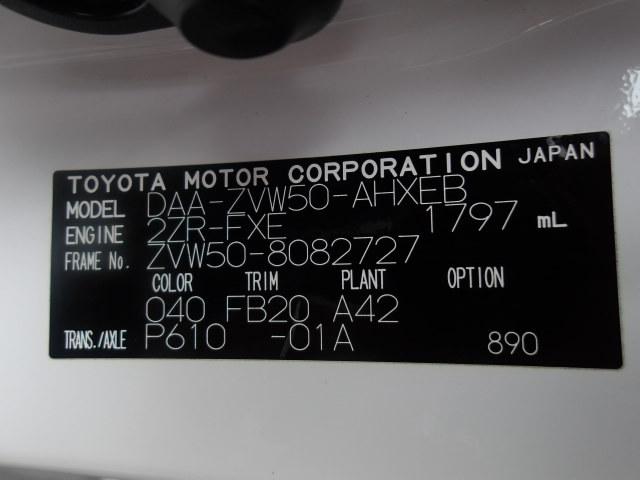 TOYOTA MOTOR CORPORATION JAPAN
MODEL DAA-ZVW50-AHXEB
ENGINE 2ZR-FXE 1797 mL
FRAME No. ZVW50-8082727
COLOR TRIM PLANT OPTION
040 FB20 A42
TRANS./AXLE P610 -01A 890